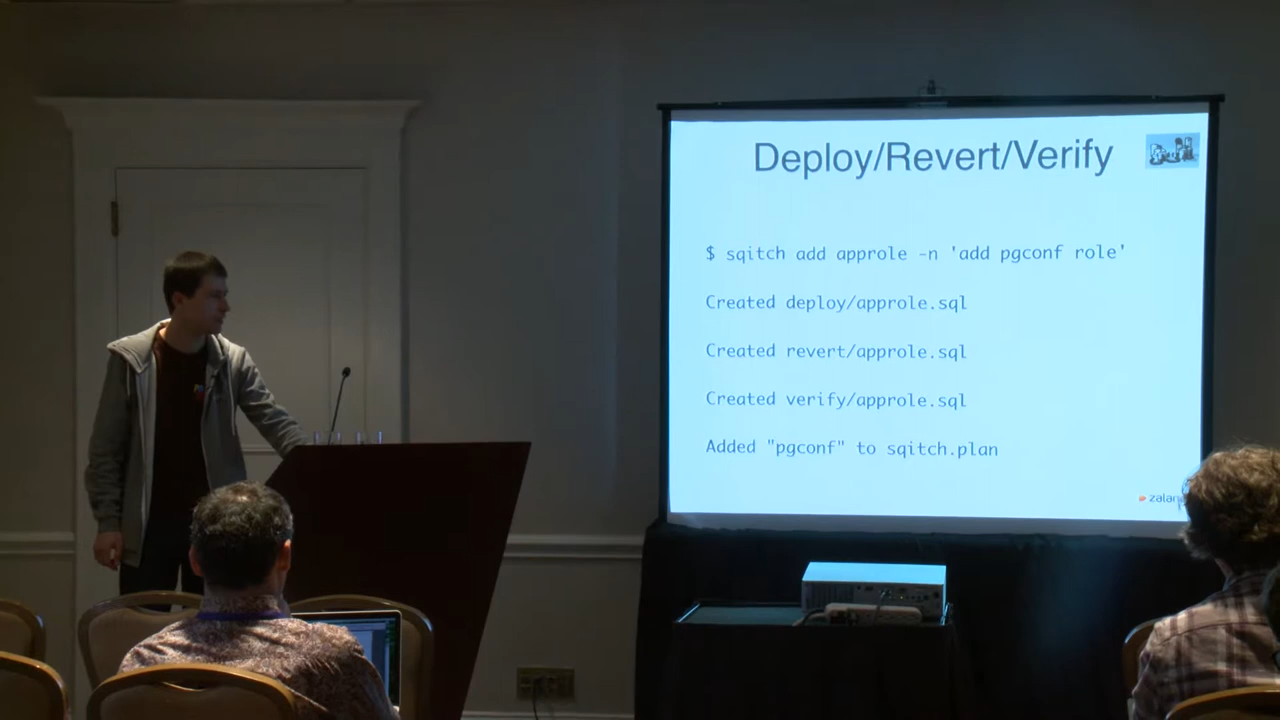 Deploy/Revert/Verify
$ sqitch add approle -n 'add pgconf role'
Created deploy/approle.sql
Created revert/approle.sql
Created verify/approle.sql
Added "pgconf" to sqitch.plan